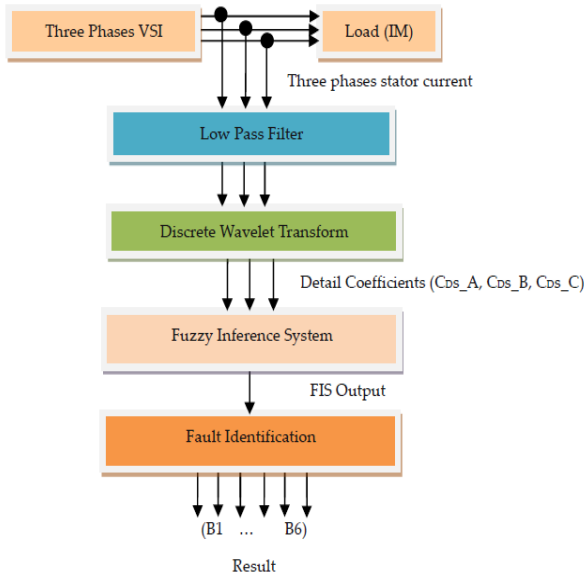 Three Phases VSI
Load (IM)
Three phases stator current
Low Pass Filter
Discrete Wavelet Transform
Detail Coefficients (CDS_A, CDS_B, CDS_C)
Fuzzy Inference System
FIS Output
Fault Identification
(B1 ... B6)
Result